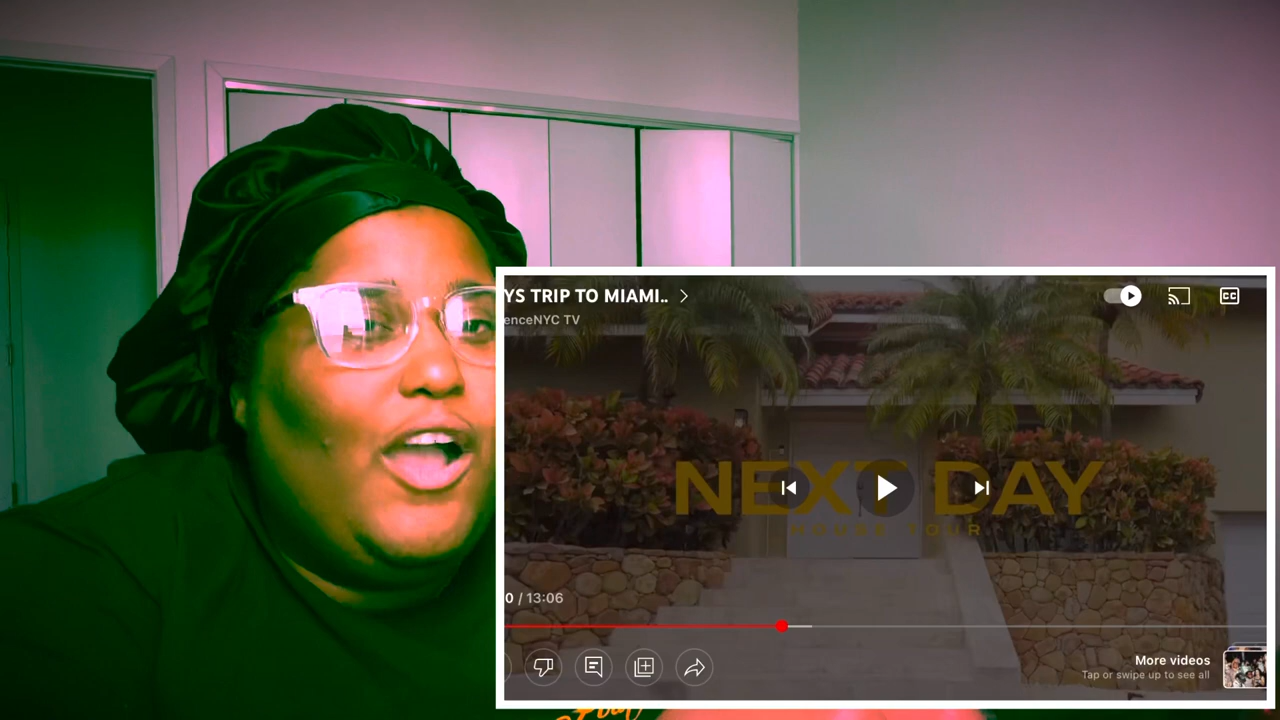 YS TRIP TO MIAMI..
enceNYC TV
CC
NEXT DAY
HOUSE TOUR
0 / 13:06
More videos
Tap or swipe up to see all